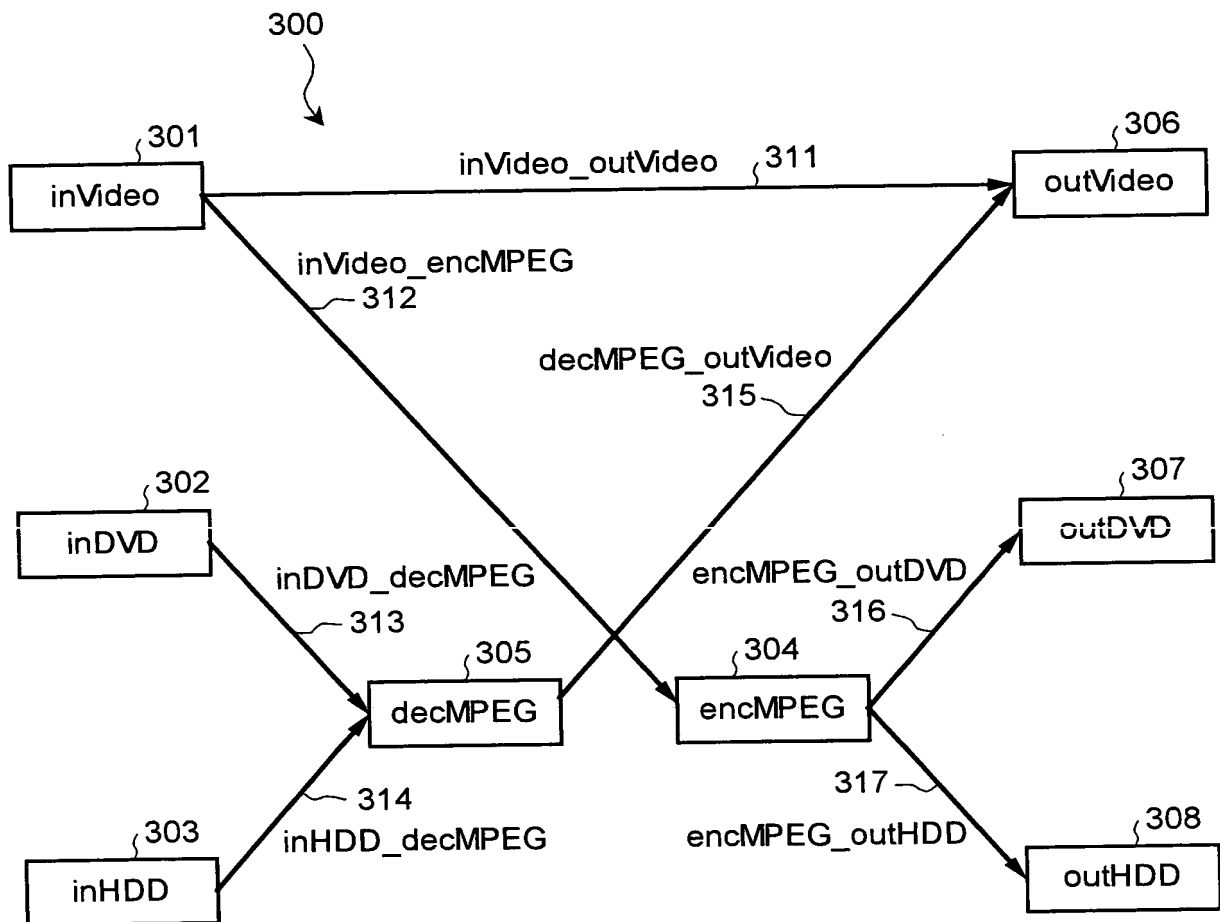 300
301
inVideo
inVideo_outVideo
311
306
outVideo
inVideo_encMPEG
312
decMPEG_outVideo
315
302
inDVD
307
outDVD
inDVD_decMPEG
313
encMPEG_outDVD
316
305
decMPEG
304
encMPEG
314
inHDD_decMPEG
317
encMPEG_outHDD
303
inHDD
308
outHDD